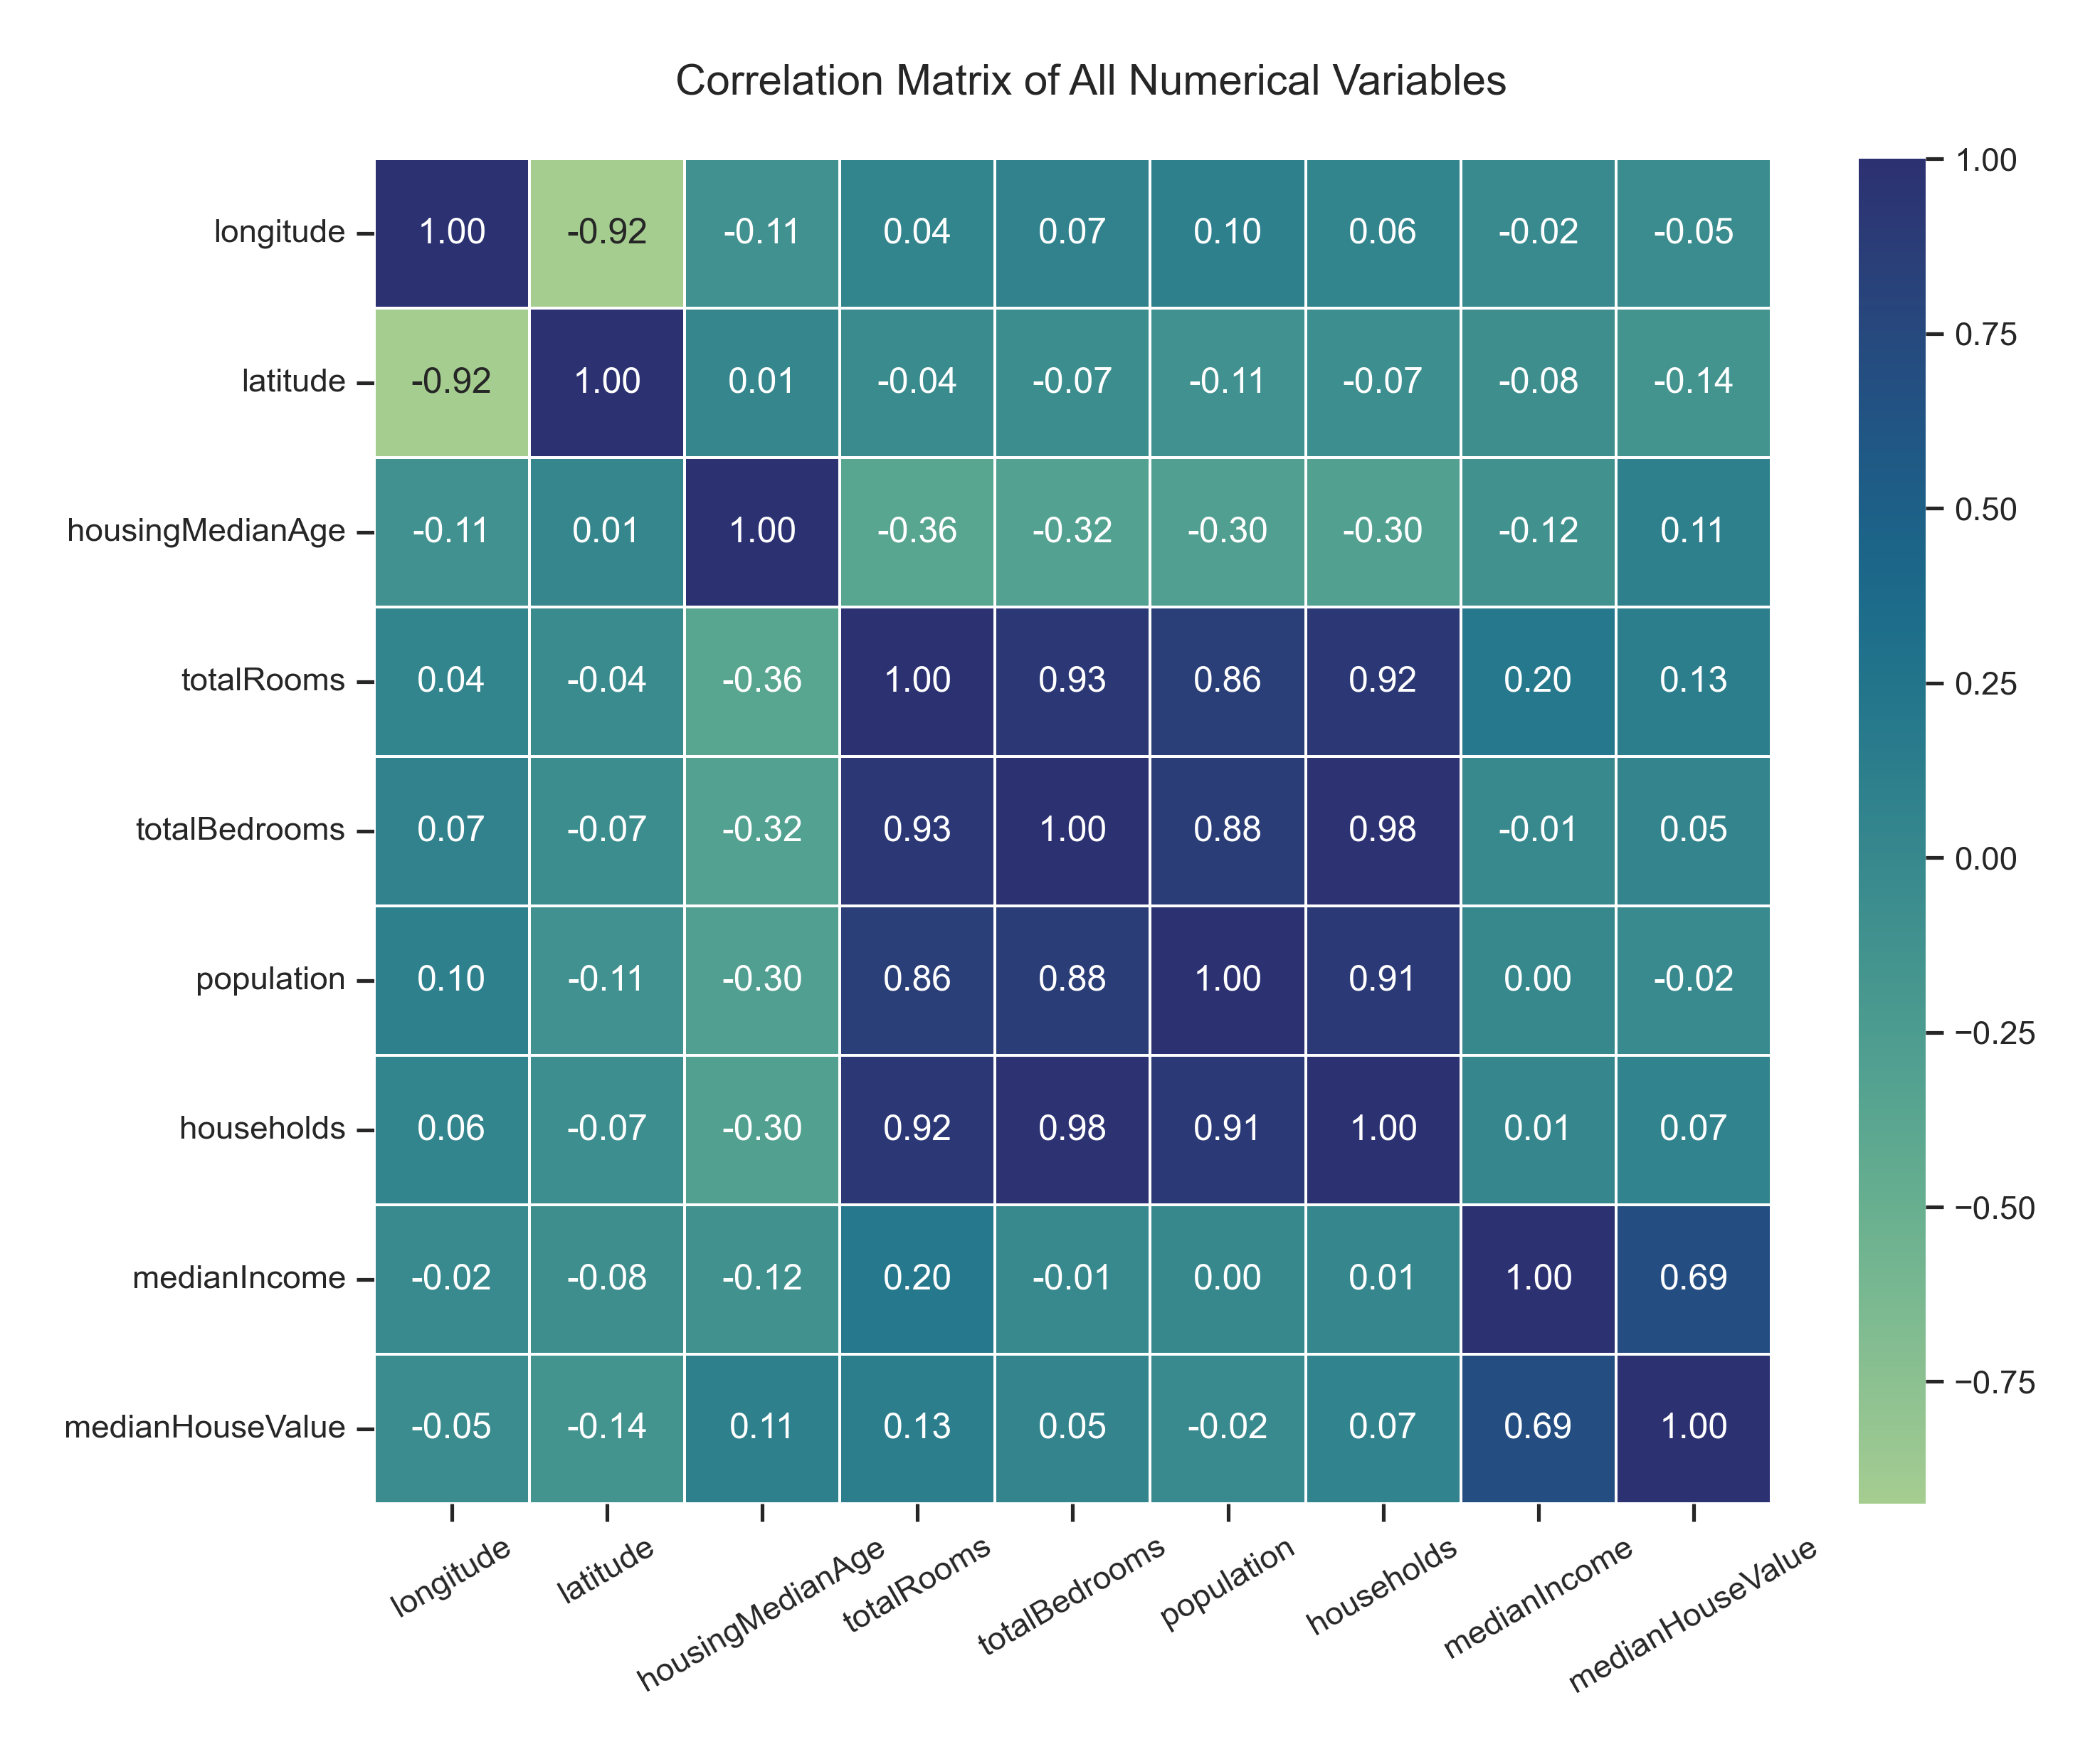 Correlation Matrix of All Numerical Variables
longitude 1.00 -0.92 -0.11 0.04 0.07 0.10 0.06 -0.02 -0.05
latitude -0.92 1.00 0.01 -0.04 -0.07 -0.11 -0.07 -0.08 -0.14
housingMedianAge -0.11 0.01 1.00 -0.36 -0.32 -0.30 -0.30 -0.12 0.11
totalRooms 0.04 -0.04 -0.36 1.00 0.93 0.86 0.92 0.20 0.13
totalBedrooms 0.07 -0.07 -0.32 0.93 1.00 0.88 0.98 -0.01 0.05
population 0.10 -0.11 -0.30 0.86 0.88 1.00 0.91 0.00 -0.02
households 0.06 -0.07 -0.30 0.92 0.98 0.91 1.00 0.01 0.07
medianIncome -0.02 -0.08 -0.12 0.20 -0.01 0.00 0.01 1.00 0.69
medianHouseValue -0.05 -0.14 0.11 0.13 0.05 -0.02 0.07 0.69 1.00
longitude latitude housingMedianAge totalRooms totalBedrooms population households medianIncome medianHouseValue
1.00
0.75
0.50
0.25
0.00
−0.25
−0.50
−0.75